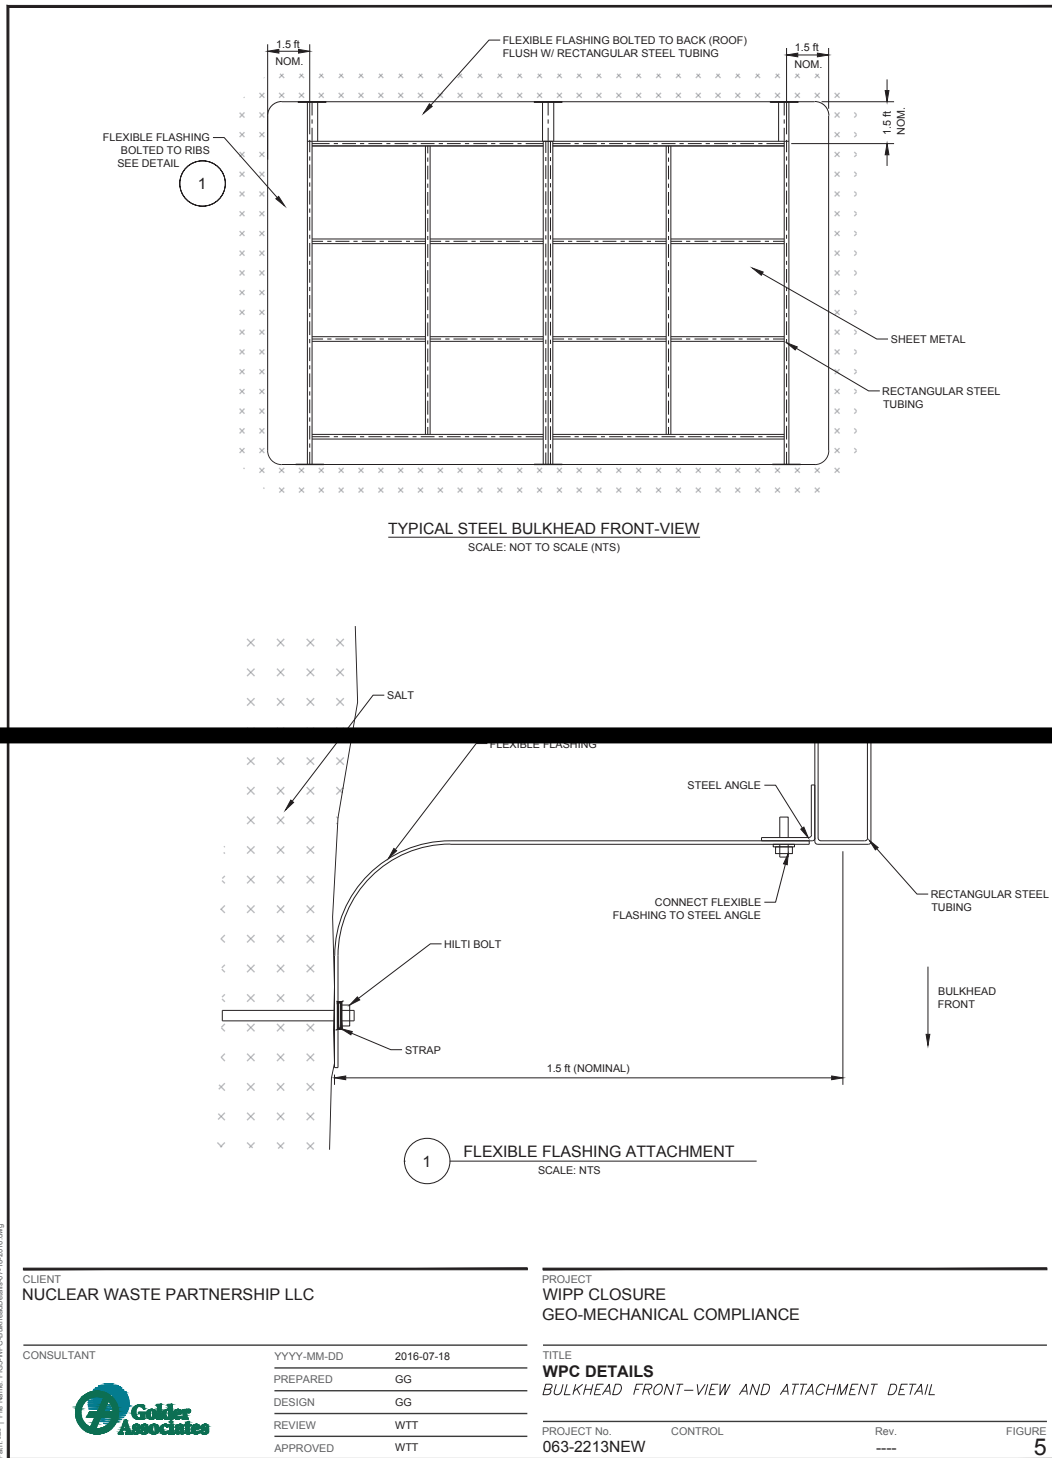 1.5 ft
NOM.
FLEXIBLE FLASHING BOLTED TO BACK (ROOF)
FLUSH W/ RECTANGULAR STEEL TUBING
1.5 ft
NOM.
1.5 ft
NOM.
FLEXIBLE FLASHING
BOLTED TO RIBS
SEE DETAIL
1
SHEET METAL
RECTANGULAR STEEL
TUBING
TYPICAL STEEL BULKHEAD FRONT-VIEW
SCALE: NOT TO SCALE (NTS)
SALT
FLEXIBLE FLASHING
STEEL ANGLE
CONNECT FLEXIBLE
FLASHING TO STEEL ANGLE
RECTANGULAR STEEL
TUBING
HILTI BOLT
BULKHEAD
FRONT
STRAP
1.5 ft (NOMINAL)
1
FLEXIBLE FLASHING ATTACHMENT
SCALE: NTS
CLIENT
NUCLEAR WASTE PARTNERSHIP LLC
PROJECT
WIPP CLOSURE
GEO-MECHANICAL COMPLIANCE
CONSULTANT
Golder
Associates
YYYY-MM-DD 2016-07-18
PREPARED GG
DESIGN GG
REVIEW WTT
APPROVED WTT
TITLE
WPC DETAILS
BULKHEAD FRONT-VIEW AND ATTACHMENT DETAIL
PROJECT No. CONTROL Rev. FIGURE
063-2213NEW ---- 5